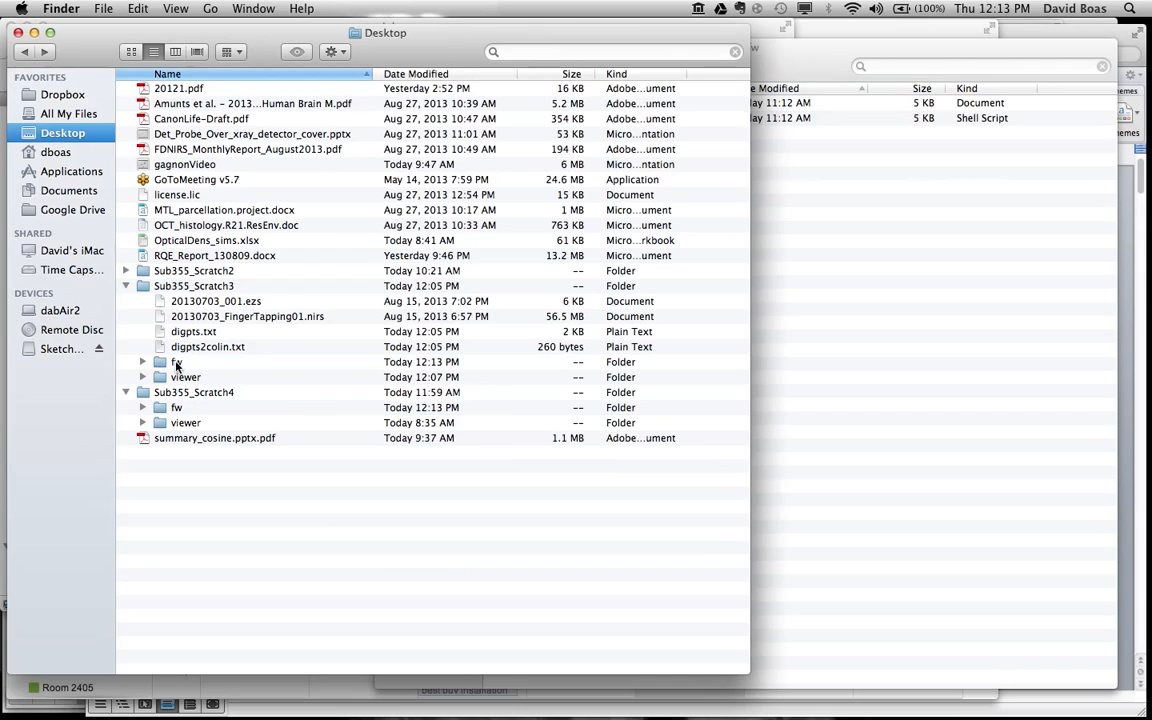 Finder File Edit View Go Window Help (100%) Thu 12:13 PM David Boas
Desktop
FAVORITES
Dropbox
All My Files
Desktop
dboas
Applications
Documents
Google Drive
SHARED
David's iMac
Time Caps...
DEVICES
dabAir2
Remote Disc
Sketch...
Name Date Modified Size Kind
20121.pdf Yesterday 2:52 PM 16 KB Adobe...ument
Amunts et al. - 2013...Human Brain M.pdf Aug 27, 2013 10:39 AM 5.2 MB Adobe...ument
CanonLife-Draft.pdf Aug 27, 2013 10:47 AM 354 KB Adobe...ument
Det_Probe_Over_xray_detector_cover.pptx Aug 27, 2013 11:01 AM 53 KB Micro...ntation
FDNIRS_MonthlyReport_August2013.pdf Aug 27, 2013 10:49 AM 194 KB Adobe...ument
gagnonVideo Today 9:47 AM 6 MB Micro...ntation
GoToMeeting v5.7 May 14, 2013 7:59 PM 24.6 MB Application
license.lic Aug 27, 2013 12:54 PM 15 KB Document
MTL_parcellation.project.docx Aug 27, 2013 10:17 AM 1 MB Micro...ument
OCT_histology.R21.ResEnv.doc Aug 27, 2013 10:33 AM 763 KB Micro...ument
OpticalDens_sims.xlsx Today 8:41 AM 61 KB Micro...rkbook
RQE_Report_130809.docx Yesterday 9:46 PM 13.2 MB Micro...ument
Sub355_Scratch2 Today 10:21 AM -- Folder
Sub355_Scratch3 Today 12:05 PM -- Folder
20130703_001.ezs Aug 15, 2013 7:02 PM 6 KB Document
20130703_FingerTapping01.nirs Aug 15, 2013 6:57 PM 56.5 MB Document
digpts.txt Today 12:05 PM 2 KB Plain Text
digpts2colin.txt Today 12:05 PM 260 bytes Plain Text
fw Today 12:13 PM -- Folder
viewer Today 12:07 PM -- Folder
Sub355_Scratch4 Today 11:59 AM -- Folder
fw Today 12:13 PM -- Folder
viewer Today 8:35 AM -- Folder
summary_cosine.pptx.pdf Today 9:37 AM 1.1 MB Adobe...ument
w
e Modified Size Kind
ay 11:12 AM 5 KB Document
ay 11:12 AM 5 KB Shell Script
emes
emes
Room 2405
best buy installation